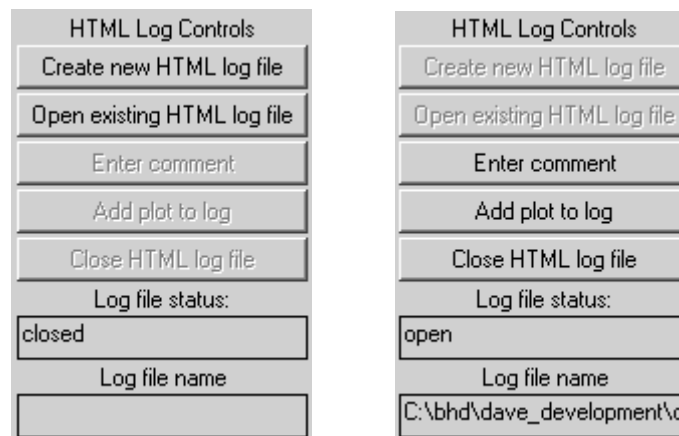 HTML Log Controls
Create new HTML log file
Open existing HTML log file
Enter comment
Add plot to log
Close HTML log file
Log file status:
closed
Log file name
HTML Log Controls
Create new HTML log file
Open existing HTML log file
Enter comment
Add plot to log
Close HTML log file
Log file status:
open
Log file name
C:\bhd\dave_development\